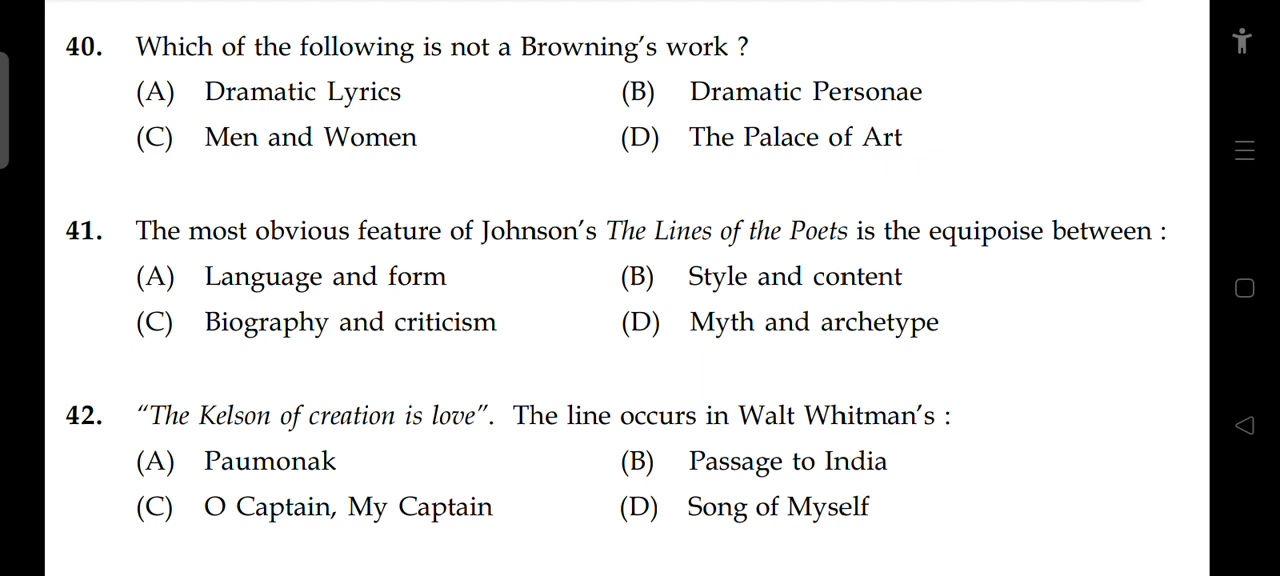 40. Which of the following is not a Browning's work ?
(A) Dramatic Lyrics (B) Dramatic Personae
(C) Men and Women (D) The Palace of Art
41. The most obvious feature of Johnson's The Lines of the Poets is the equipoise between :
(A) Language and form (B) Style and content
(C) Biography and criticism (D) Myth and archetype
42. “The Kelson of creation is love”. The line occurs in Walt Whitman's :
(A) Paumonak (B) Passage to India
(C) O Captain, My Captain (D) Song of Myself